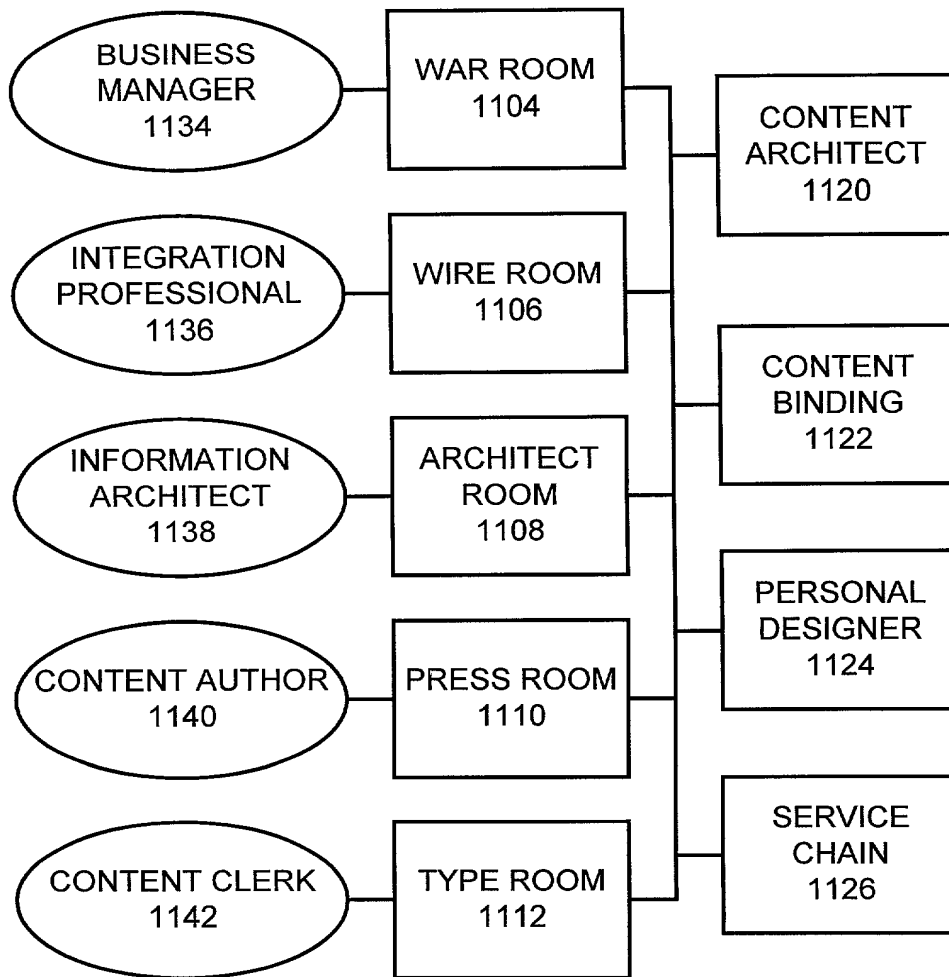 BUSINESS
MANAGER
1134
WAR ROOM
1104
CONTENT
ARCHITECT
1120
INTEGRATION
PROFESSIONAL
1136
WIRE ROOM
1106
CONTENT
BINDING
1122
INFORMATION
ARCHITECT
1138
ARCHITECT
ROOM
1108
PERSONAL
DESIGNER
1124
CONTENT AUTHOR
1140
PRESS ROOM
1110
SERVICE
CHAIN
1126
CONTENT CLERK
1142
TYPE ROOM
1112